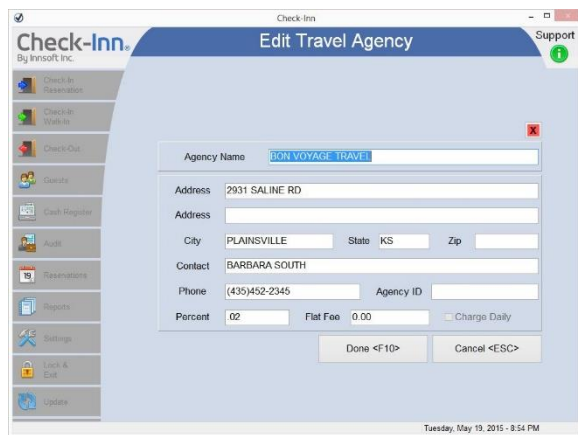 Check-Inn
Check-Inn®
By Innsoft Inc.
Edit Travel Agency
Support
Check-In
Reservation
Check-In
Walk-In
Check-Out
Guests
Cash Register
Audit
19
Reservations
Reports
Settings
Lock &
Exit
Update
X
Agency Name BON VOYAGE TRAVEL
Address 2931 SALINE RD
Address
City PLAINSVILLE State KS Zip
Contact BARBARA SOUTH
Phone (435)452-2345 Agency ID
Percent .02 Flat Fee 0.00 Charge Daily
Done <F10> Cancel <ESC>
Tuesday, May 19, 2015 - 8:54 PM